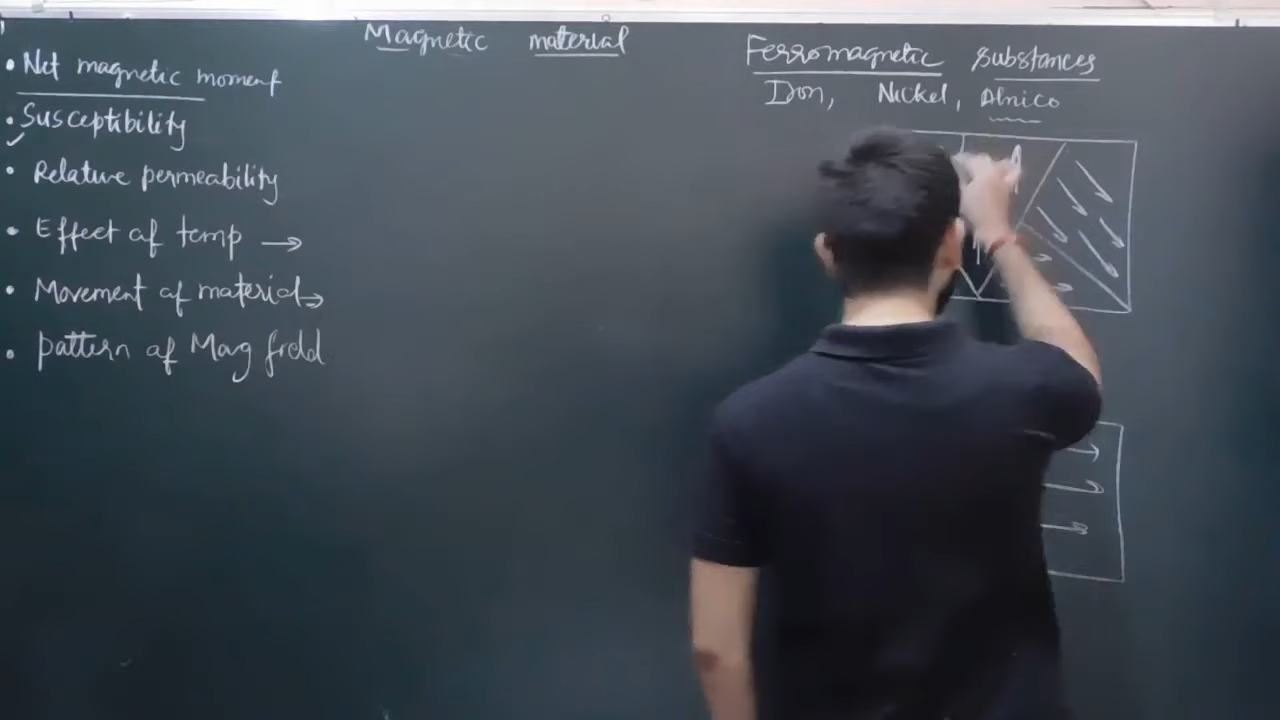 Magnetic material
• Net magnetic moment
• Susceptibility
• Relative permeability
• Effect of temp →
• Movement of material →
• pattern of Mag field
Ferromagnetic substances
Iron, Nickel, Alnico